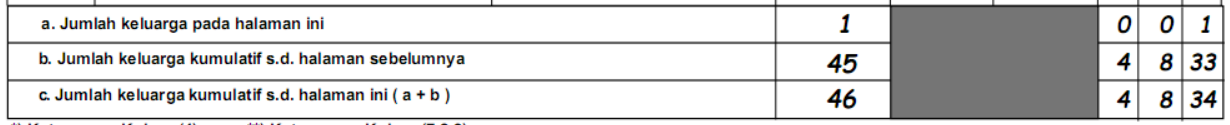 a. Jumlah keluarga pada halaman ini 1 0 0 1
b. Jumlah keluarga kumulatif s.d. halaman sebelumnya 45 4 8 33
c. Jumlah keluarga kumulatif s.d. halaman ini ( a + b ) 46 4 8 34